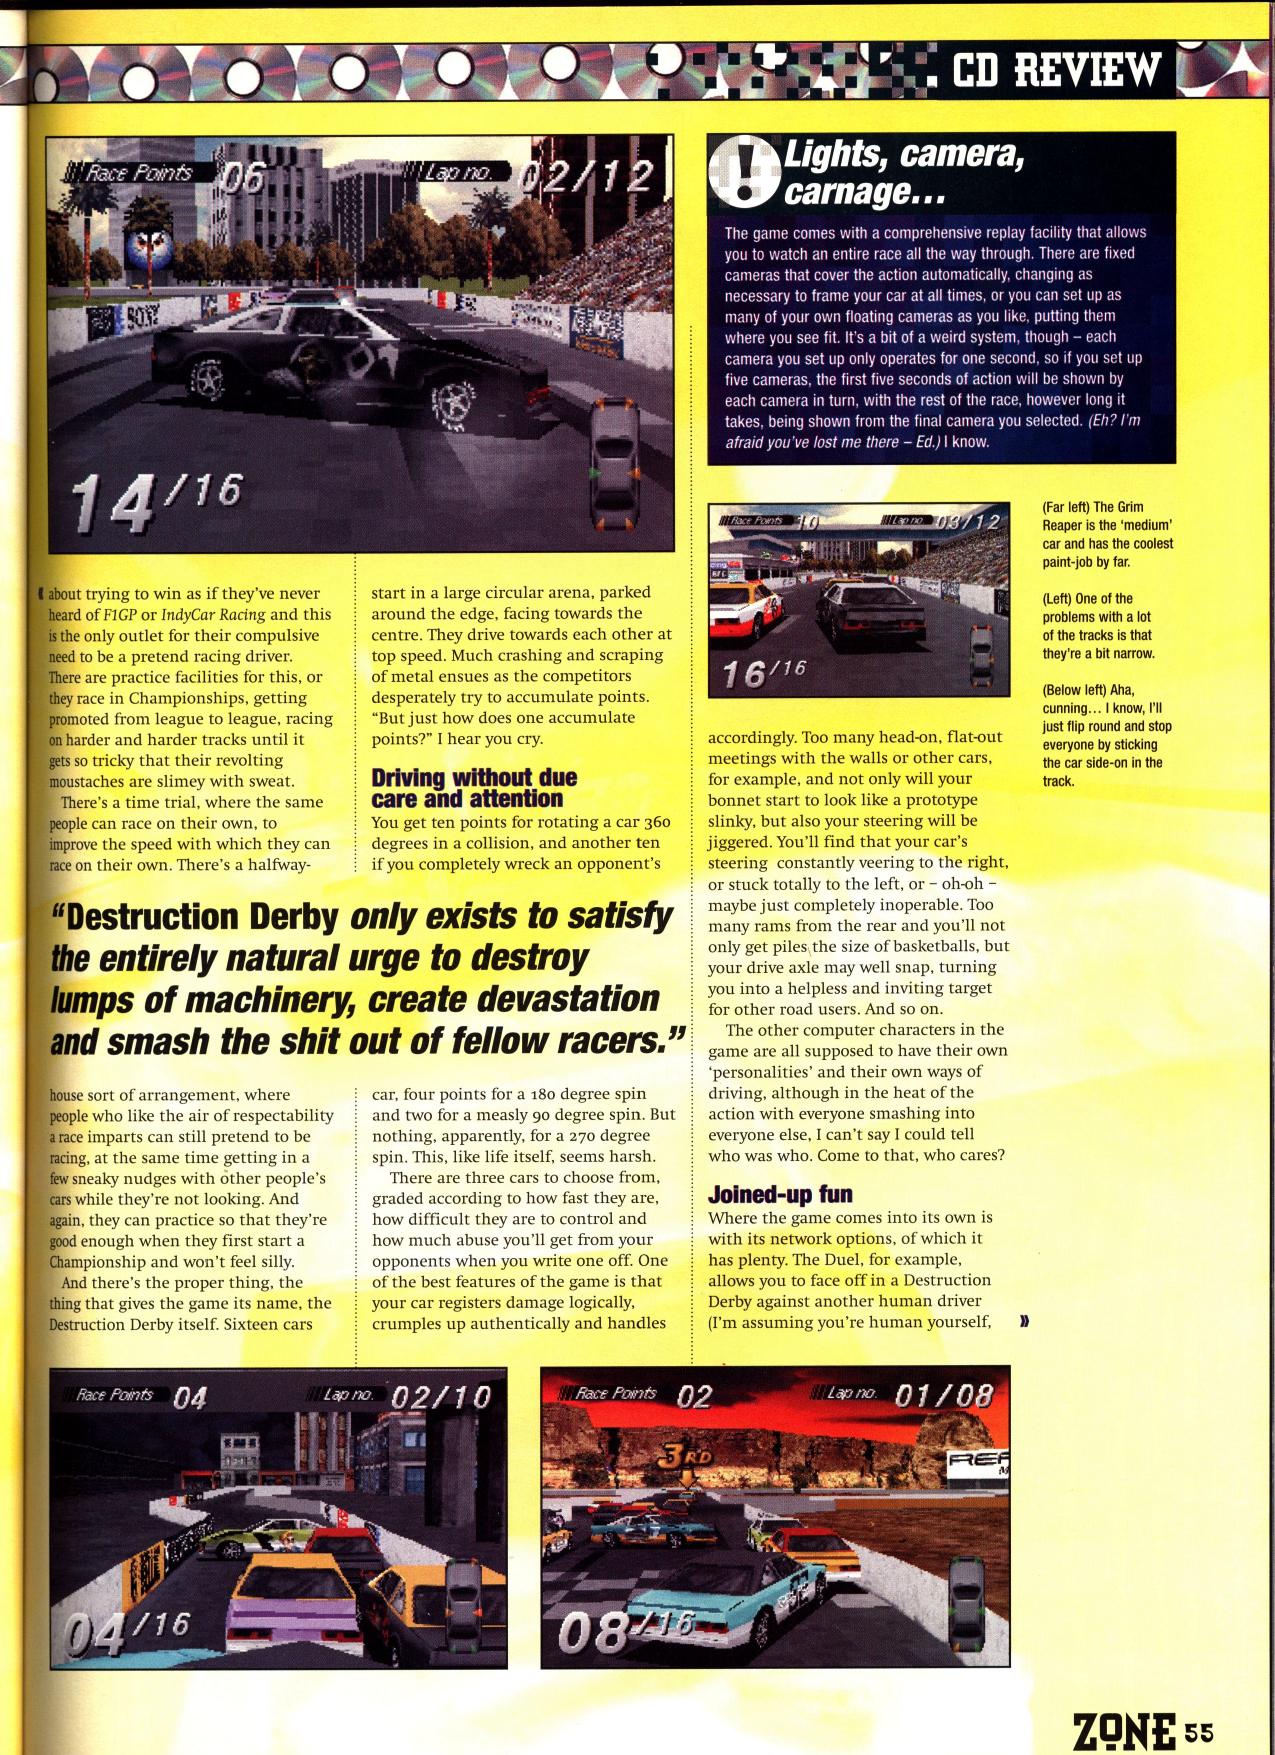 CD REVIEW
Race Points 06 Lap no. 02/12
14/16
Lights, camera,
carnage...
The game comes with a comprehensive replay facility that allows
you to watch an entire race all the way through. There are fixed
cameras that cover the action automatically, changing as
necessary to frame your car at all times, or you can set up as
many of your own floating cameras as you like, putting them
where you see fit. It's a bit of a weird system, though – each
camera you set up only operates for one second, so if you set up
five cameras, the first five seconds of action will be shown by
each camera in turn, with the rest of the race, however long it
takes, being shown from the final camera you selected. (Eh? I'm
afraid you've lost me there – Ed.) I know.
Race Points 10 Lap no 03/12
16/16
(Far left) The Grim
Reaper is the 'medium'
car and has the coolest
paint-job by far.
(Left) One of the
problems with a lot
of the tracks is that
they're a bit narrow.
(Below left) Aha,
cunning... I know, I'll
just flip round and stop
everyone by sticking
the car side-on in the
track.
about trying to win as if they've never
heard of F1GP or IndyCar Racing and this
is the only outlet for their compulsive
need to be a pretend racing driver.
There are practice facilities for this, or
they race in Championships, getting
promoted from league to league, racing
on harder and harder tracks until it
gets so tricky that their revolting
moustaches are slimey with sweat.
There's a time trial, where the same
people can race on their own, to
improve the speed with which they can
race on their own. There's a halfway-
"Destruction Derby only exists to satisfy
the entirely natural urge to destroy
lumps of machinery, create devastation
and smash the shit out of fellow racers."
house sort of arrangement, where
people who like the air of respectability
a race imparts can still pretend to be
racing, at the same time getting in a
few sneaky nudges with other people's
cars while they're not looking. And
again, they can practice so that they're
good enough when they first start a
Championship and won't feel silly.
And there's the proper thing, the
thing that gives the game its name, the
Destruction Derby itself. Sixteen cars
start in a large circular arena, parked
around the edge, facing towards the
centre. They drive towards each other at
top speed. Much crashing and scraping
of metal ensues as the competitors
desperately try to accumulate points.
"But just how does one accumulate
points?" I hear you cry.
Driving without due
care and attention
You get ten points for rotating a car 360
degrees in a collision, and another ten
if you completely wreck an opponent's
car, four points for a 180 degree spin
and two for a measly 90 degree spin. But
nothing, apparently, for a 270 degree
spin. This, like life itself, seems harsh.
There are three cars to choose from,
graded according to how fast they are,
how difficult they are to control and
how much abuse you'll get from your
opponents when you write one off. One
of the best features of the game is that
your car registers damage logically,
crumples up authentically and handles
accordingly. Too many head-on, flat-out
meetings with the walls or other cars,
for example, and not only will your
bonnet start to look like a prototype
slinky, but also your steering will be
jiggered. You'll find that your car's
steering constantly veering to the right,
or stuck totally to the left, or – oh-oh –
maybe just completely inoperable. Too
many rams from the rear and you'll not
only get piles the size of basketballs, but
your drive axle may well snap, turning
you into a helpless and inviting target
for other road users. And so on.
The other computer characters in the
game are all supposed to have their own
'personalities' and their own ways of
driving, although in the heat of the
action with everyone smashing into
everyone else, I can't say I could tell
who was who. Come to that, who cares?
Joined-up fun
Where the game comes into its own is
with its network options, of which it
has plenty. The Duel, for example,
allows you to face off in a Destruction
Derby against another human driver
(I'm assuming you're human yourself,
Race Points 04 Lap no. 02/10
04/16
Race Points 02 Lap no. 01/08
3RD
REF
08/16
ZONE 55